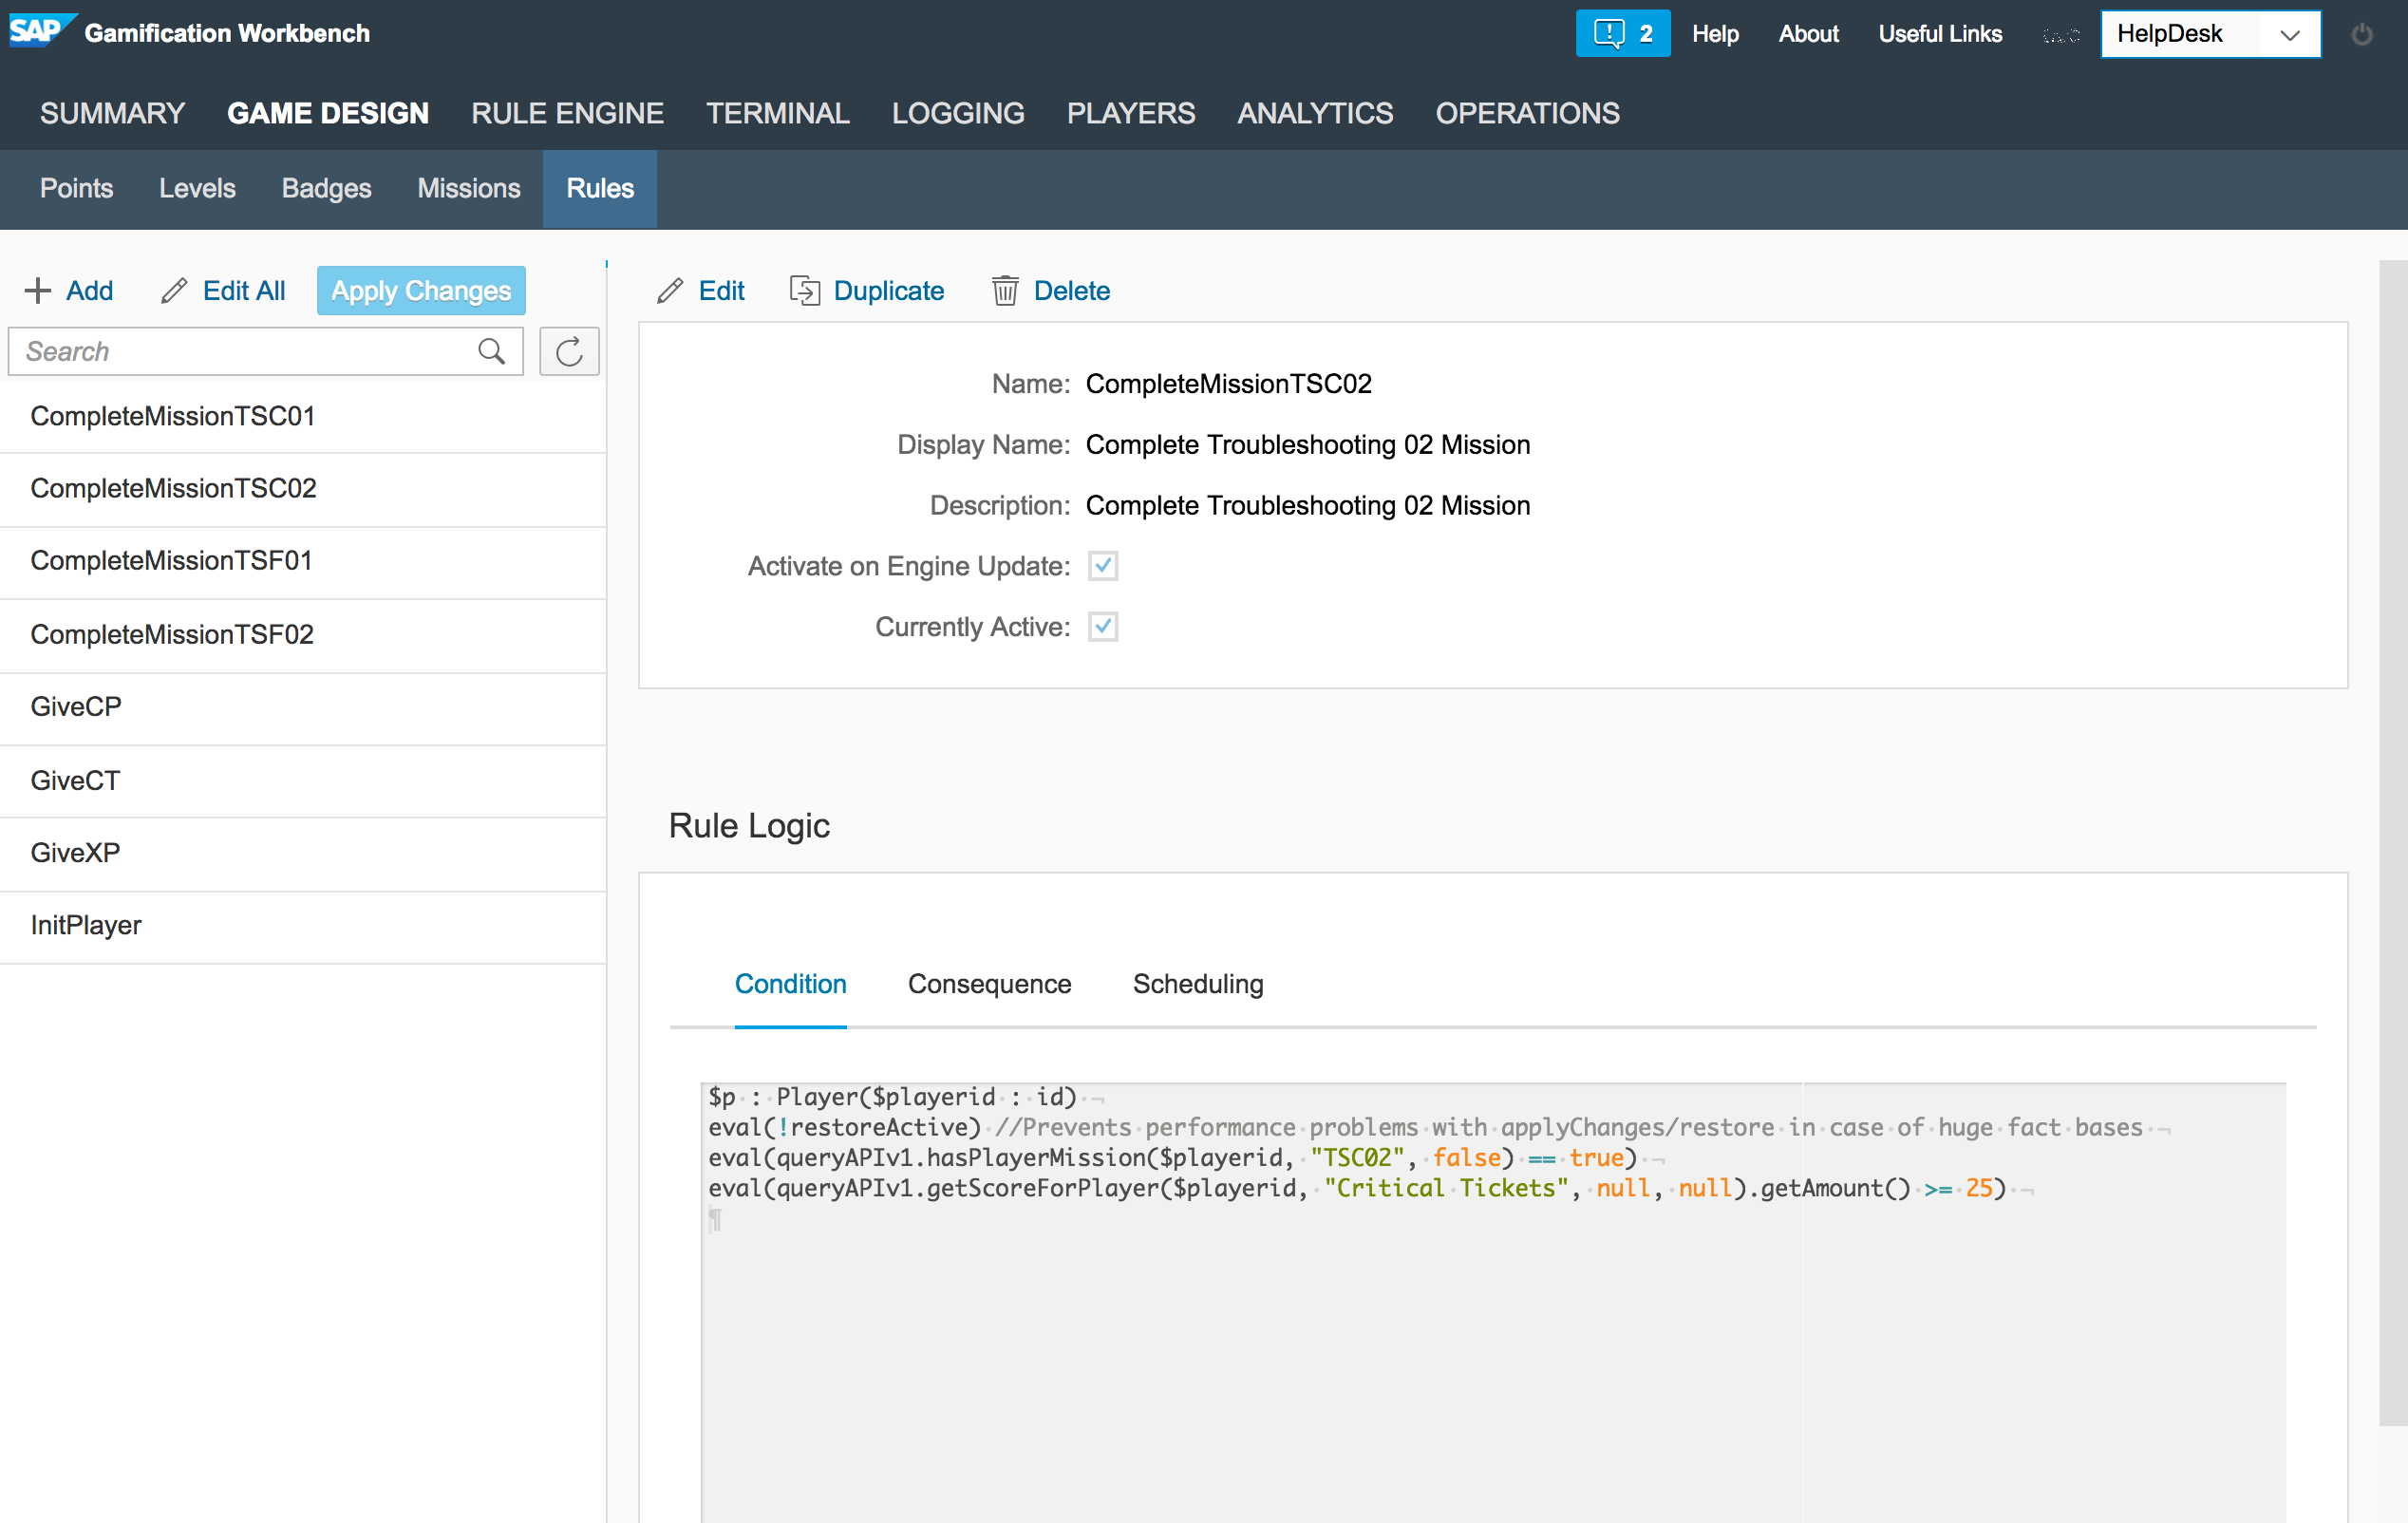 SAP Gamification Workbench
2 Help About Useful Links HelpDesk
SUMMARY GAME DESIGN RULE ENGINE TERMINAL LOGGING PLAYERS ANALYTICS OPERATIONS
Points Levels Badges Missions Rules
Add Edit All Apply Changes
Search
CompleteMissionTSC01
CompleteMissionTSC02
CompleteMissionTSF01
CompleteMissionTSF02
GiveCP
GiveCT
GiveXP
InitPlayer
Edit Duplicate Delete
Name: CompleteMissionTSC02
Display Name: Complete Troubleshooting 02 Mission
Description: Complete Troubleshooting 02 Mission
Activate on Engine Update:
Currently Active:
Rule Logic
Condition Consequence Scheduling
$p : Player($playerid : id)
eval(!restoreActive) //Prevents performance problems with applyChanges/restore in case of huge fact bases
eval(queryAPIv1.hasPlayerMission($playerid, "TSC02", false) == true)
eval(queryAPIv1.getScoreForPlayer($playerid, "Critical Tickets", null, null).getAmount() >= 25)